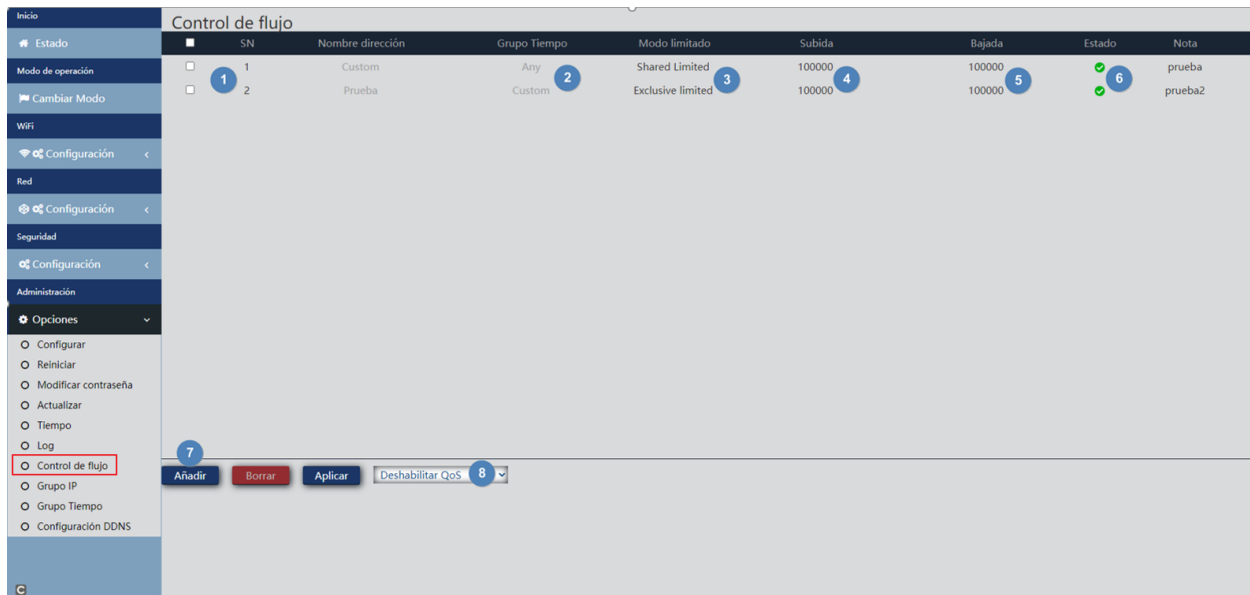 Inicio
Estado
Modo de operación
Cambiar Modo
WiFi
Configuración
Red
Configuración
Seguridad
Configuración
Administración
Opciones
Configurar
Reiniciar
Modificar contraseña
Actualizar
Tiempo
Log
Control de flujo
Grupo IP
Grupo Tiempo
Configuración DDNS
C
Control de flujo
SN Nombre dirección Grupo Tiempo Modo limitado Subida Bajada Estado Nota
1 Custom Any Shared Limited 100000 100000 prueba
1 2 3 4 5 6
2 Prueba Custom Exclusive limited 100000 100000 prueba2
7
Añadir Borrar Aplicar Deshabilitar QoS 8